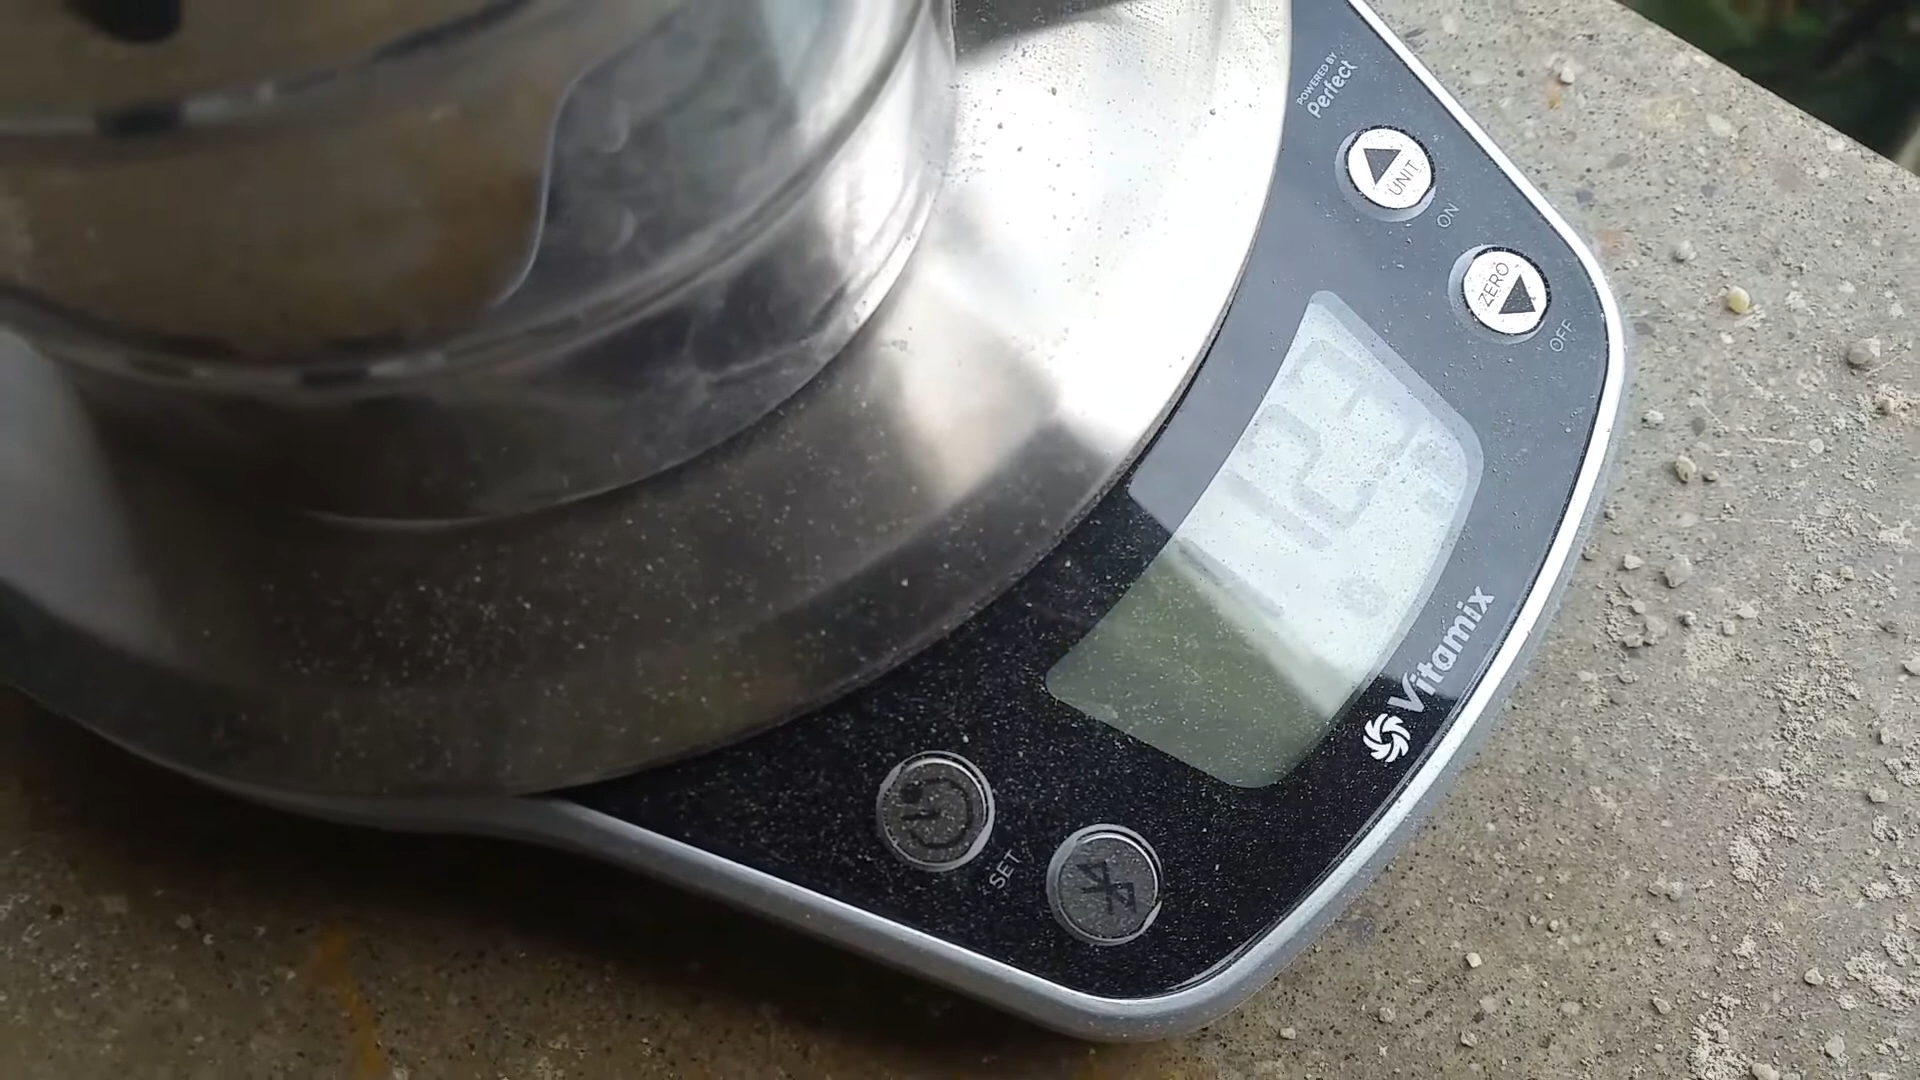 POWERED BY
Perfect
UNIT
ON
ZERO
OFF
Vitamix
SET